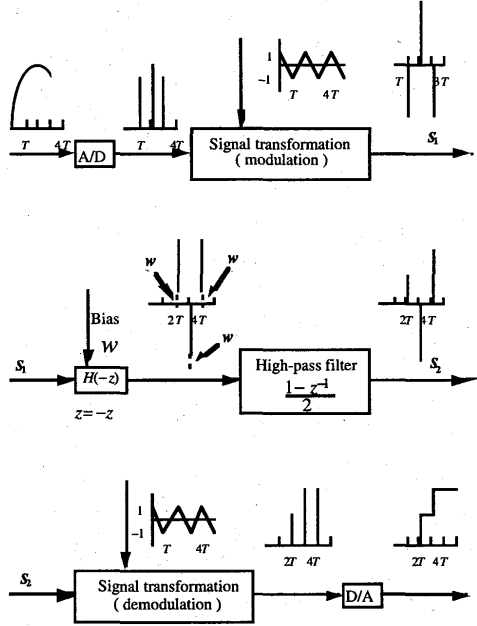 1
-1
T 4T
T 3T
T 4T
T 4T
A/D
Signal transformation
( modulation )
S1
w w
2T 4T
2T 4T
w
Bias
W
S1
H(-z)
High-pass filter
1- z⁻¹
2
S2
z=-z
1
-1
T 4T
2T 4T
2T 4T
S2
Signal transformation
( demodulation )
D/A